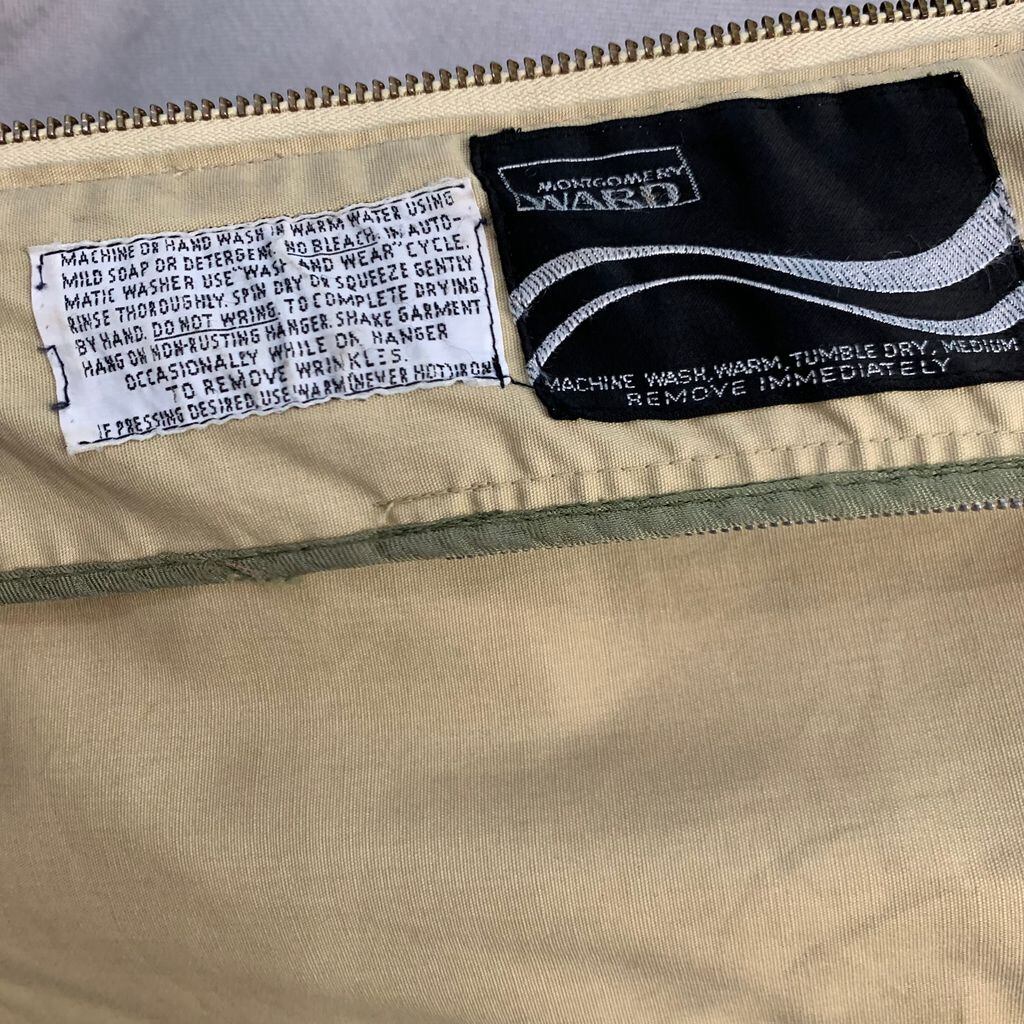 MACHINE OR HAND WASH IN WARM WATER USING
MILD SOAP OR DETERGENT. NO BLEACH. IN AUTO-
MATIC WASHER USE "WASH AND WEAR" CYCLE.
RINSE THOROUGHLY. SPIN DRY OR SQUEEZE GENTLY
BY HAND. DO NOT WRING. TO COMPLETE DRYING
HANG ON NON-RUSTING HANGER. SHAKE GARMENT
OCCASIONALLY WHILE ON HANGER
TO REMOVE WRINKLES.
IF PRESSING DESIRED, USE WARM (NEVER HOT) IRON
MONTGOMERY
WARD
MACHINE WASH, WARM, TUMBLE DRY, MEDIUM
REMOVE IMMEDIATELY